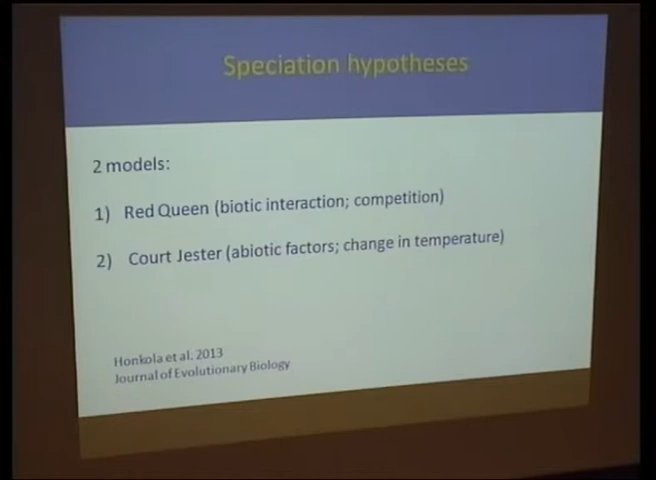 Speciation hypotheses
2 models:
1) Red Queen (biotic interaction; competition)
2) Court Jester (abiotic factors; change in temperature)
Honkola et al. 2013
Journal of Evolutionary Biology